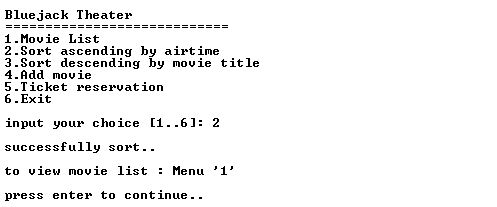 Bluejack Theater
=============================
1.Movie List
2.Sort ascending by airtime
3.Sort descending by movie title
4.Add movie
5.Ticket reservation
6.Exit
input your choice [1..6]: 2
successfully sort..
to view movie list : Menu '1'
press enter to continue..